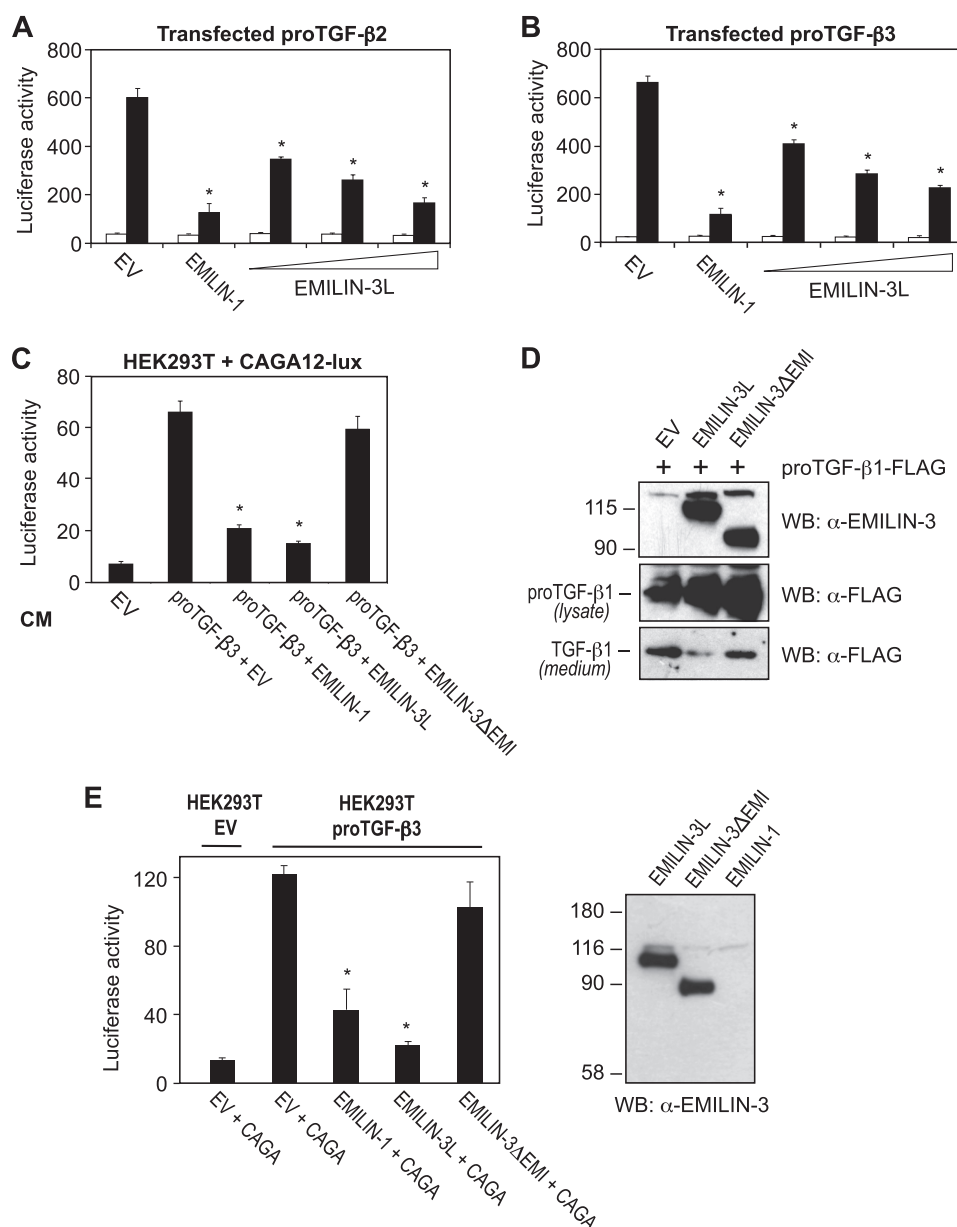 A
Transfected proTGF-β2
Luciferase activity
800
600
400
200
0
*
*
*
*
EV
EMILIN-1
EMILIN-3L
B
Transfected proTGF-β3
Luciferase activity
800
600
400
200
0
*
*
*
*
EV
EMILIN-1
EMILIN-3L
C
HEK293T + CAGA12-lux
Luciferase activity
80
60
40
20
0
*
*
CM
EV
proTGF-β3 + EV
proTGF-β3 + EMILIN-1
proTGF-β3 + EMILIN-3L
proTGF-β3 + EMILIN-3ΔEMI
D
EV
EMILIN-3L
EMILIN-3ΔEMI
+ + + proTGF-β1-FLAG
115
90
WB: α-EMILIN-3
proTGF-β1
(lysate)
WB: α-FLAG
TGF-β1
(medium)
WB: α-FLAG
E
HEK293T
EV
HEK293T
proTGF-β3
Luciferase activity
120
80
40
0
*
*
EV + CAGA
EV + CAGA
EMILIN-1 + CAGA
EMILIN-3L + CAGA
EMILIN-3ΔEMI + CAGA
EMILIN-3L
EMILIN-3ΔEMI
EMILIN-1
180
116
90
58
WB: α-EMILIN-3